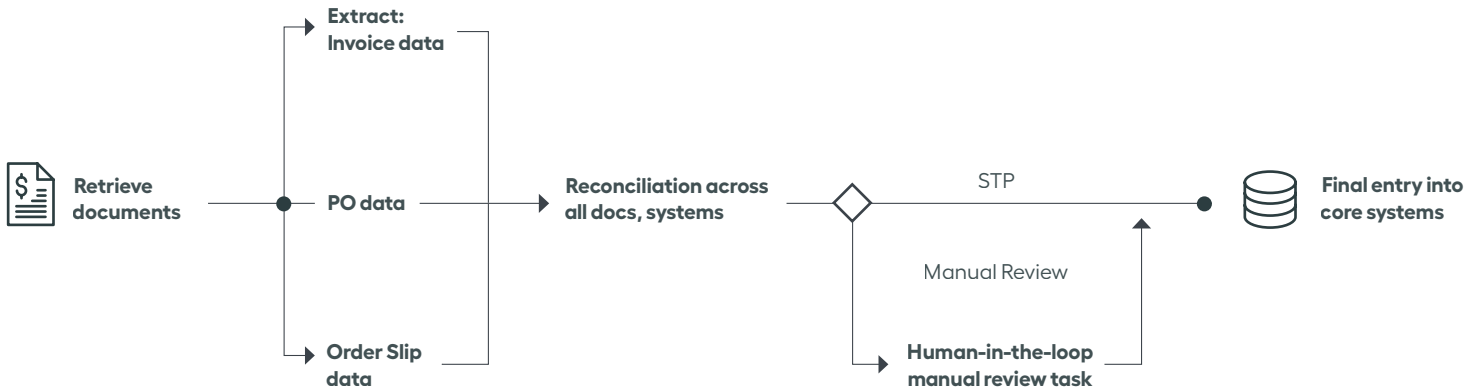 Retrieve
documents
Extract:
Invoice data
PO data
Order Slip
data
Reconciliation across
all docs, systems
STP
Manual Review
Human-in-the-loop
manual review task
Final entry into
core systems